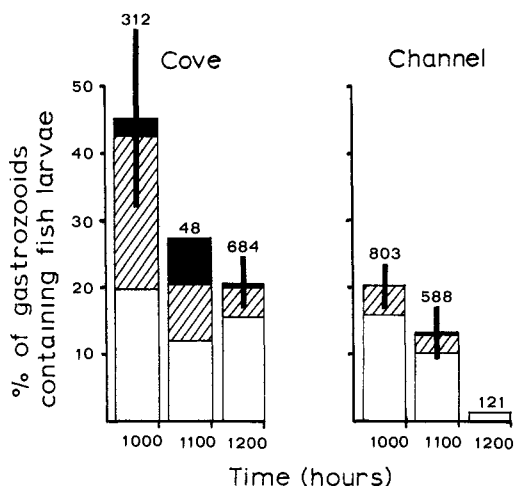 312
Cove
Channel
50
40
30
20
10
% of gastrozooids
containing fish larvae
48
684
803
588
121
1000 1100 1200
1000 1100 1200
Time (hours)